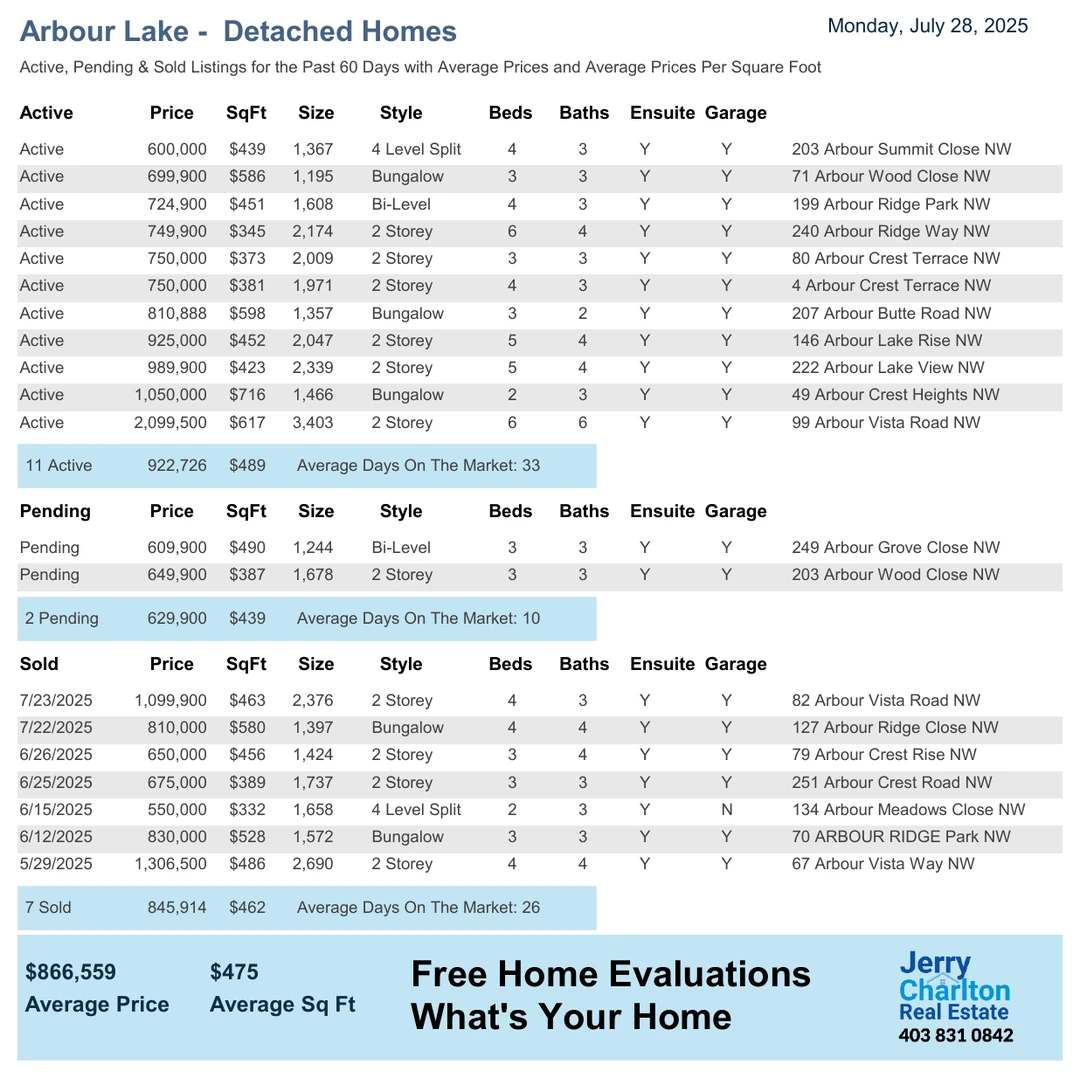 Arbour Lake -  Detached Homes
Monday, July 28, 2025
Active, Pending & Sold Listings for the Past 60 Days with Average Prices and Average Prices Per Square Foot
Active Price SqFt Size Style Beds Baths Ensuite Garage
Active 600,000 $439 1,367 4 Level Split 4 3 Y Y 203 Arbour Summit Close NW
Active 699,900 $586 1,195 Bungalow 3 3 Y Y 71 Arbour Wood Close NW
Active 724,900 $451 1,608 Bi-Level 4 3 Y Y 199 Arbour Ridge Park NW
Active 749,900 $345 2,174 2 Storey 6 4 Y Y 240 Arbour Ridge Way NW
Active 750,000 $373 2,009 2 Storey 3 3 Y Y 80 Arbour Crest Terrace NW
Active 750,000 $381 1,971 2 Storey 4 3 Y Y 4 Arbour Crest Terrace NW
Active 810,888 $598 1,357 Bungalow 3 2 Y Y 207 Arbour Butte Road NW
Active 925,000 $452 2,047 2 Storey 5 4 Y Y 146 Arbour Lake Rise NW
Active 989,900 $423 2,339 2 Storey 5 4 Y Y 222 Arbour Lake View NW
Active 1,050,000 $716 1,466 Bungalow 2 3 Y Y 49 Arbour Crest Heights NW
Active 2,099,500 $617 3,403 2 Storey 6 6 Y Y 99 Arbour Vista Road NW
11 Active 922,726 $489 Average Days On The Market: 33
Pending Price SqFt Size Style Beds Baths Ensuite Garage
Pending 609,900 $490 1,244 Bi-Level 3 3 Y Y 249 Arbour Grove Close NW
Pending 649,900 $387 1,678 2 Storey 3 3 Y Y 203 Arbour Wood Close NW
2 Pending 629,900 $439 Average Days On The Market: 10
Sold Price SqFt Size Style Beds Baths Ensuite Garage
7/23/2025 1,099,900 $463 2,376 2 Storey 4 3 Y Y 82 Arbour Vista Road NW
7/22/2025 810,000 $580 1,397 Bungalow 4 4 Y Y 127 Arbour Ridge Close NW
6/26/2025 650,000 $456 1,424 2 Storey 3 4 Y Y 79 Arbour Crest Rise NW
6/25/2025 675,000 $389 1,737 2 Storey 3 3 Y Y 251 Arbour Crest Road NW
6/15/2025 550,000 $332 1,658 4 Level Split 2 3 Y N 134 Arbour Meadows Close NW
6/12/2025 830,000 $528 1,572 Bungalow 3 3 Y Y 70 ARBOUR RIDGE Park NW
5/29/2025 1,306,500 $486 2,690 2 Storey 4 4 Y Y 67 Arbour Vista Way NW
7 Sold 845,914 $462 Average Days On The Market: 26
$866,559 $475
Average Price Average Sq Ft
Free Home Evaluations
What's Your Home
Jerry
Charlton
Real Estate
403 831 0842